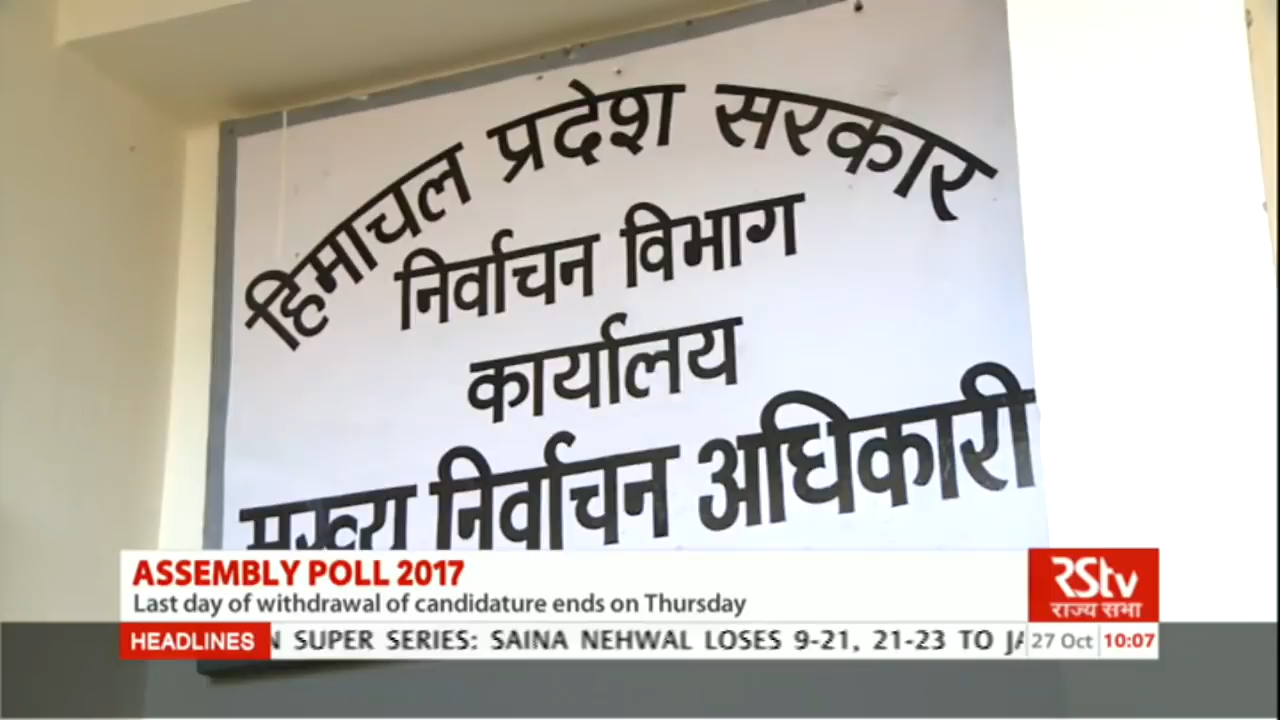 हिमाचल प्रदेश सरकार
निर्वाचन विभाग
कार्यालय
मुख्य निर्वाचन अधिकारी
ASSEMBLY POLL 2017
Last day of withdrawal of candidature ends on Thursday
RStv
राज्य सभा
HEADLINES N SUPER SERIES: SAINA NEHWAL LOSES 9-21, 21-23 TO 27 Oct 10:07